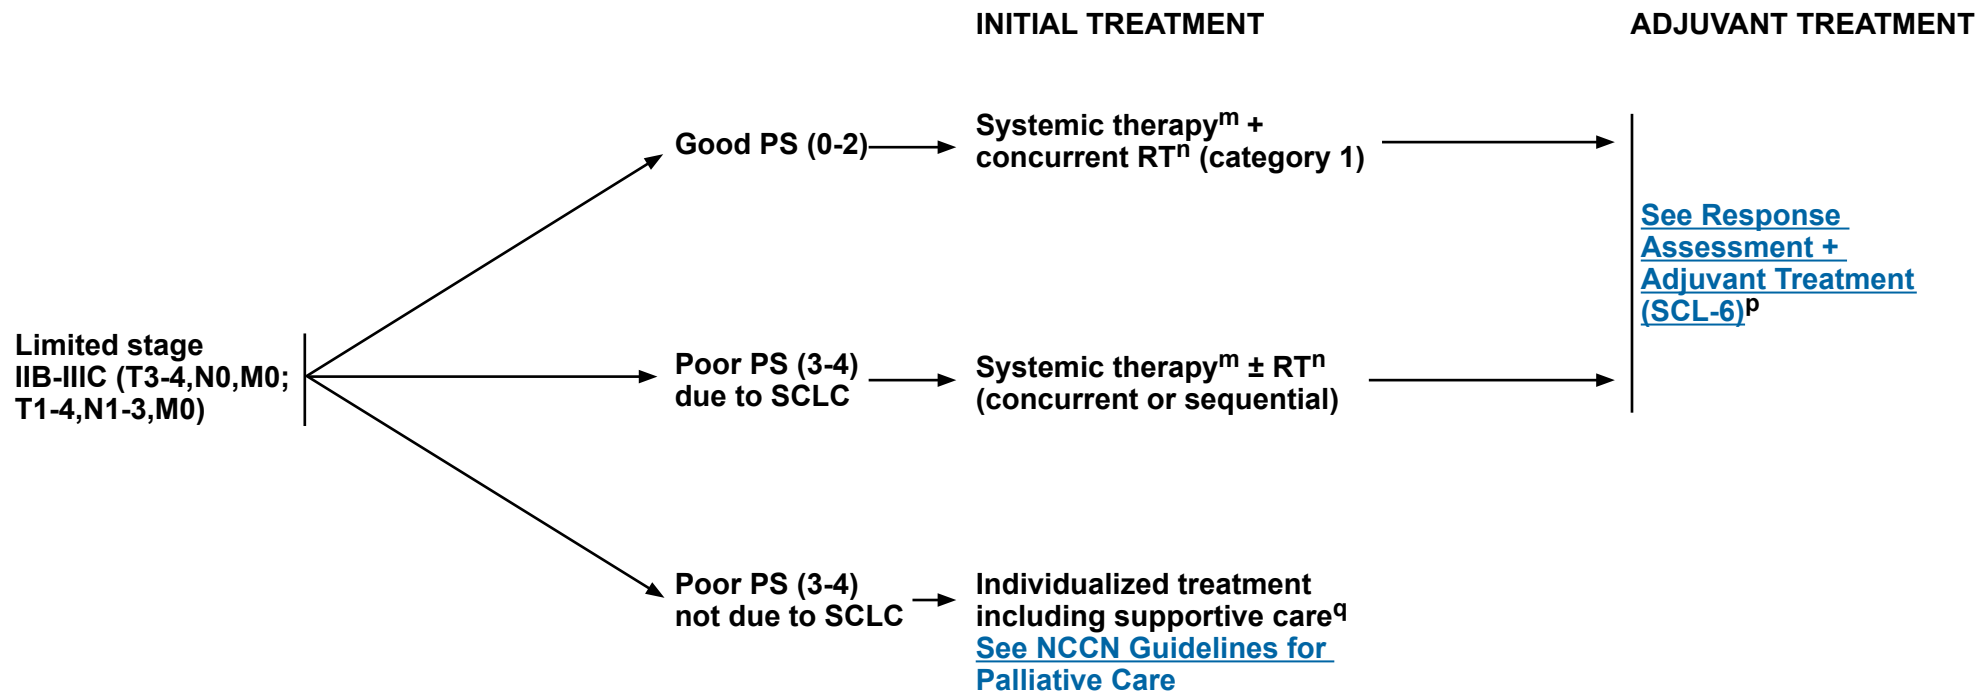 INITIAL TREATMENT
ADJUVANT TREATMENT
Good PS (0-2)
Systemic therapyᵐ +
concurrent RTⁿ (category 1)
See Response
Assessment +
Adjuvant Treatment
(SCL-6)ᵖ
Limited stage
IIB-IIIC (T3-4,N0,M0;
T1-4,N1-3,M0)
Poor PS (3-4)
due to SCLC
Systemic therapyᵐ ± RTⁿ
(concurrent or sequential)
Poor PS (3-4)
not due to SCLC
Individualized treatment
including supportive care𐞥
See NCCN Guidelines for
Palliative Care